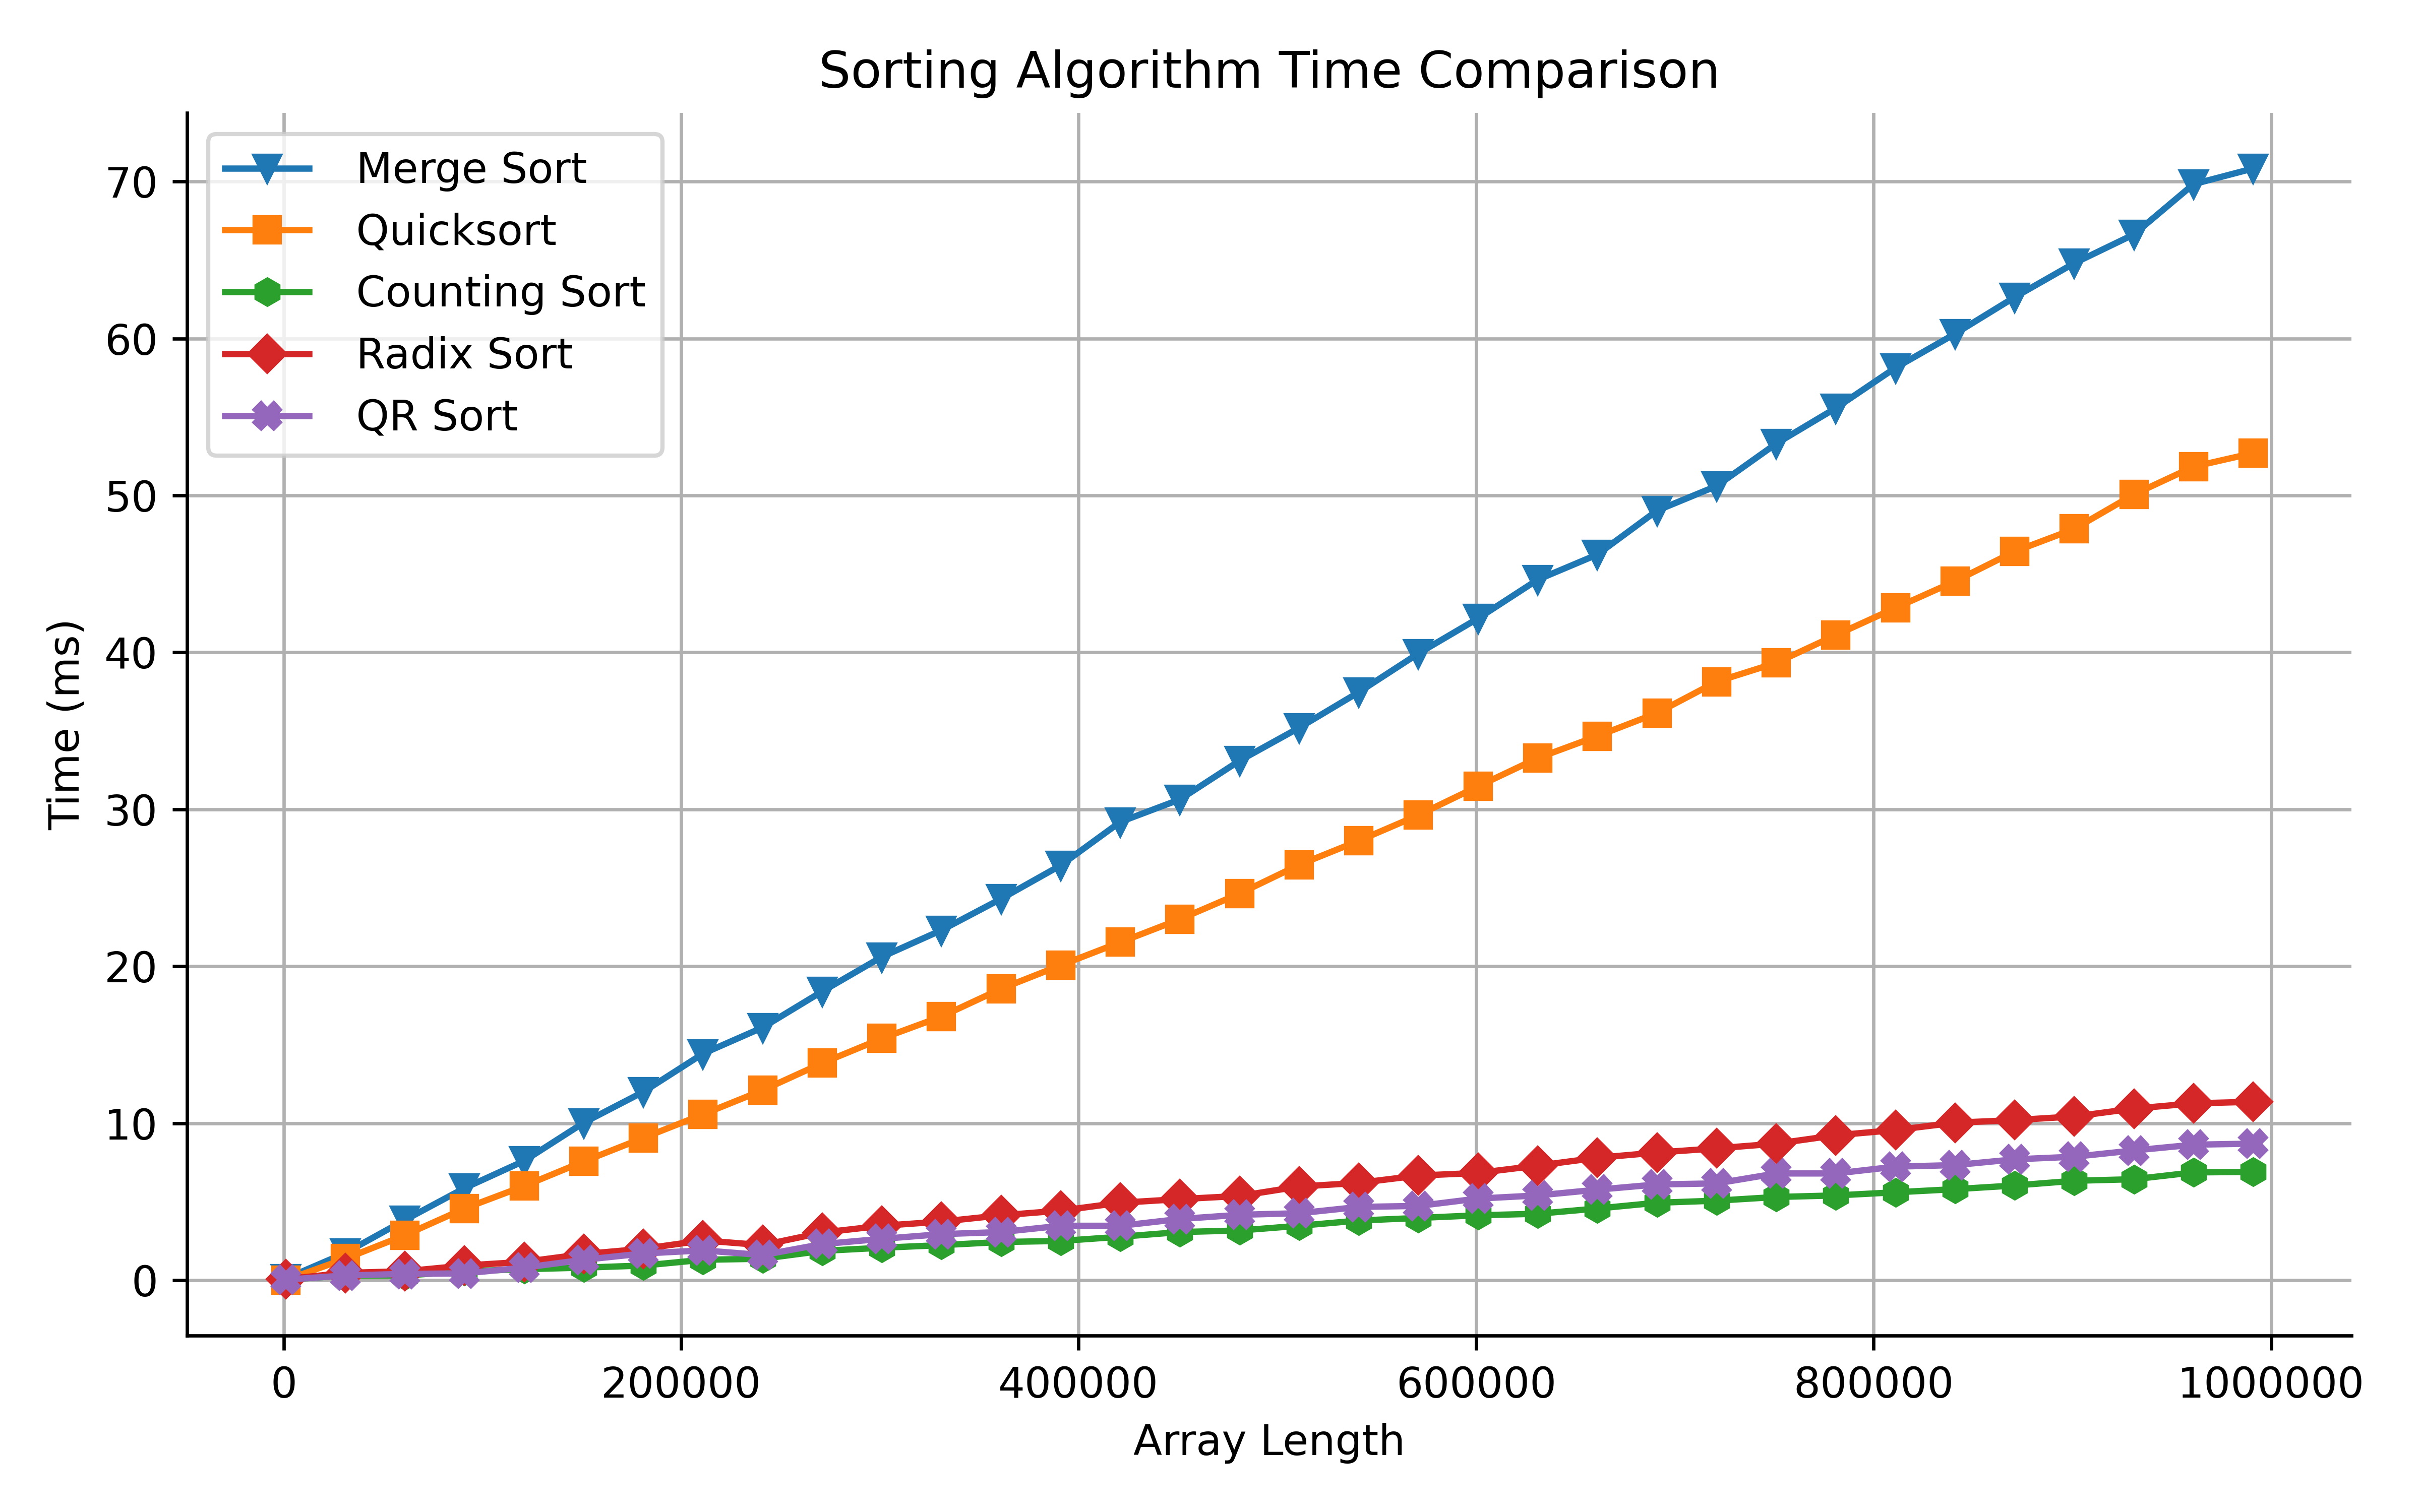 Sorting Algorithm Time Comparison
Merge Sort
Quicksort
Counting Sort
Radix Sort
QR Sort
Time (ms)
70
60
50
40
30
20
10
0
0 200000 400000 600000 800000 1000000
Array Length